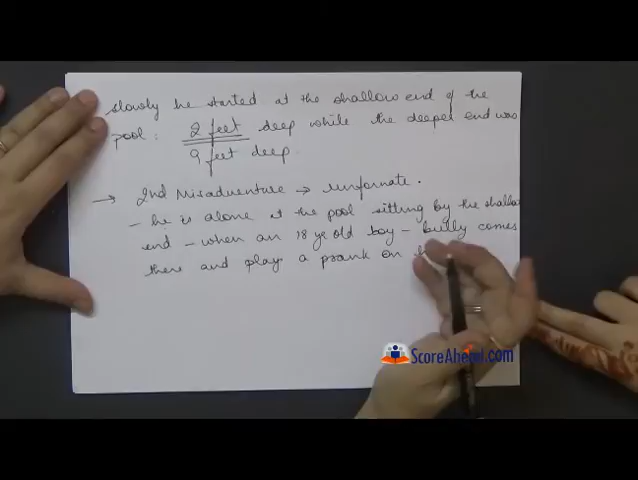 slowly he started at the shallow end of the
pool : 2 feet deep while the deeper end was
9 feet deep.
→ 2nd Misadventure → unfornate.
- he is alone at the pool sitting by the shallow
end - when an 18 ye old boy - bully comes
there and play a prank on
ScoreAhead.com